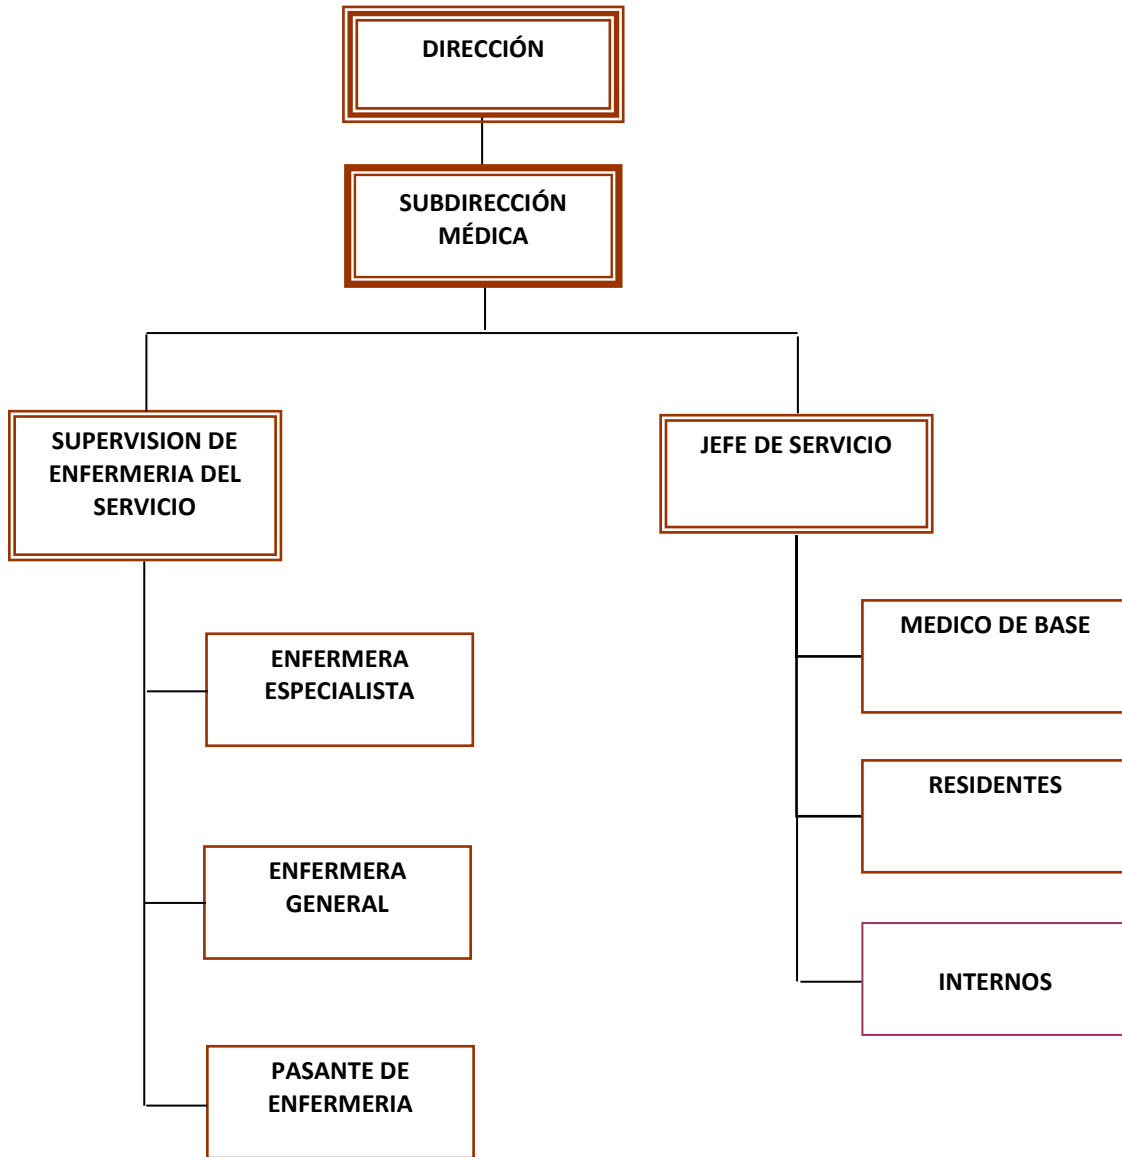 DIRECCIÓN
SUBDIRECCIÓN
MÉDICA
SUPERVISION DE
ENFERMERIA DEL
SERVICIO
JEFE DE SERVICIO
MEDICO DE BASE
ENFERMERA
ESPECIALISTA
RESIDENTES
ENFERMERA
GENERAL
INTERNOS
PASANTE DE
ENFERMERIA